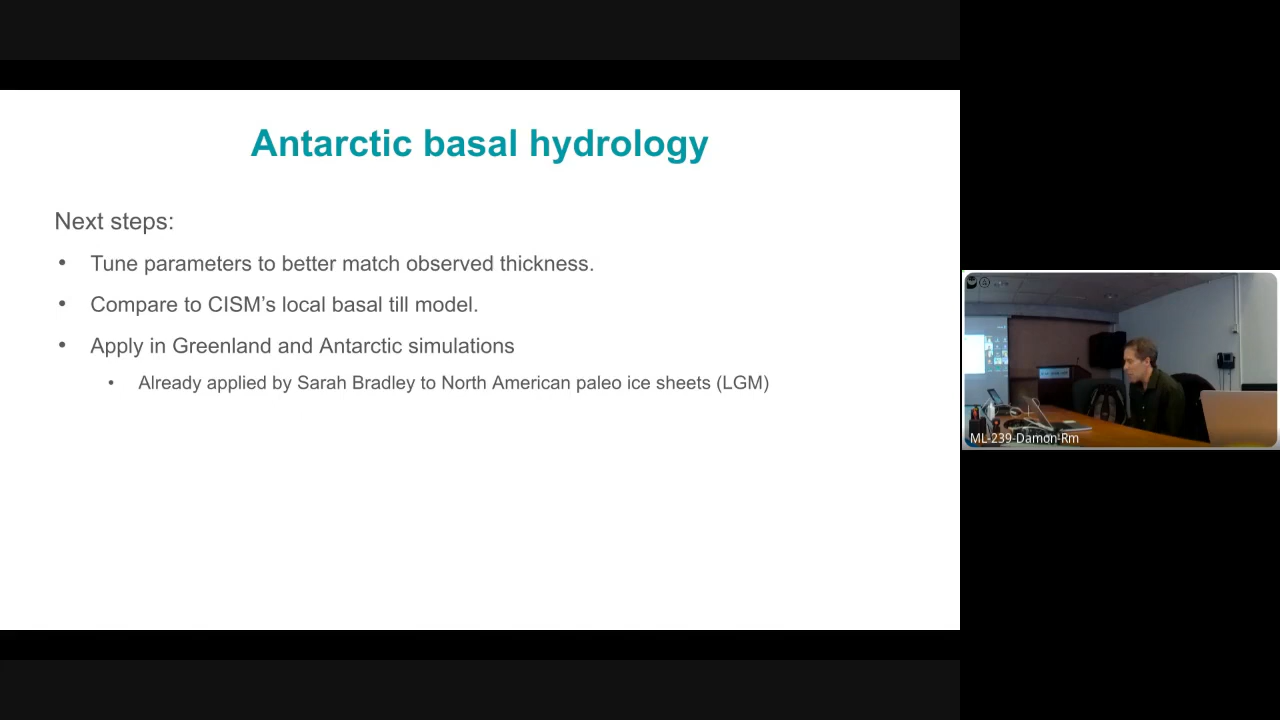 Antarctic basal hydrology
Next steps:
• Tune parameters to better match observed thickness.
• Compare to CISM’s local basal till model.
• Apply in Greenland and Antarctic simulations
• Already applied by Sarah Bradley to North American paleo ice sheets (LGM)
ML-239-Damon-Rm